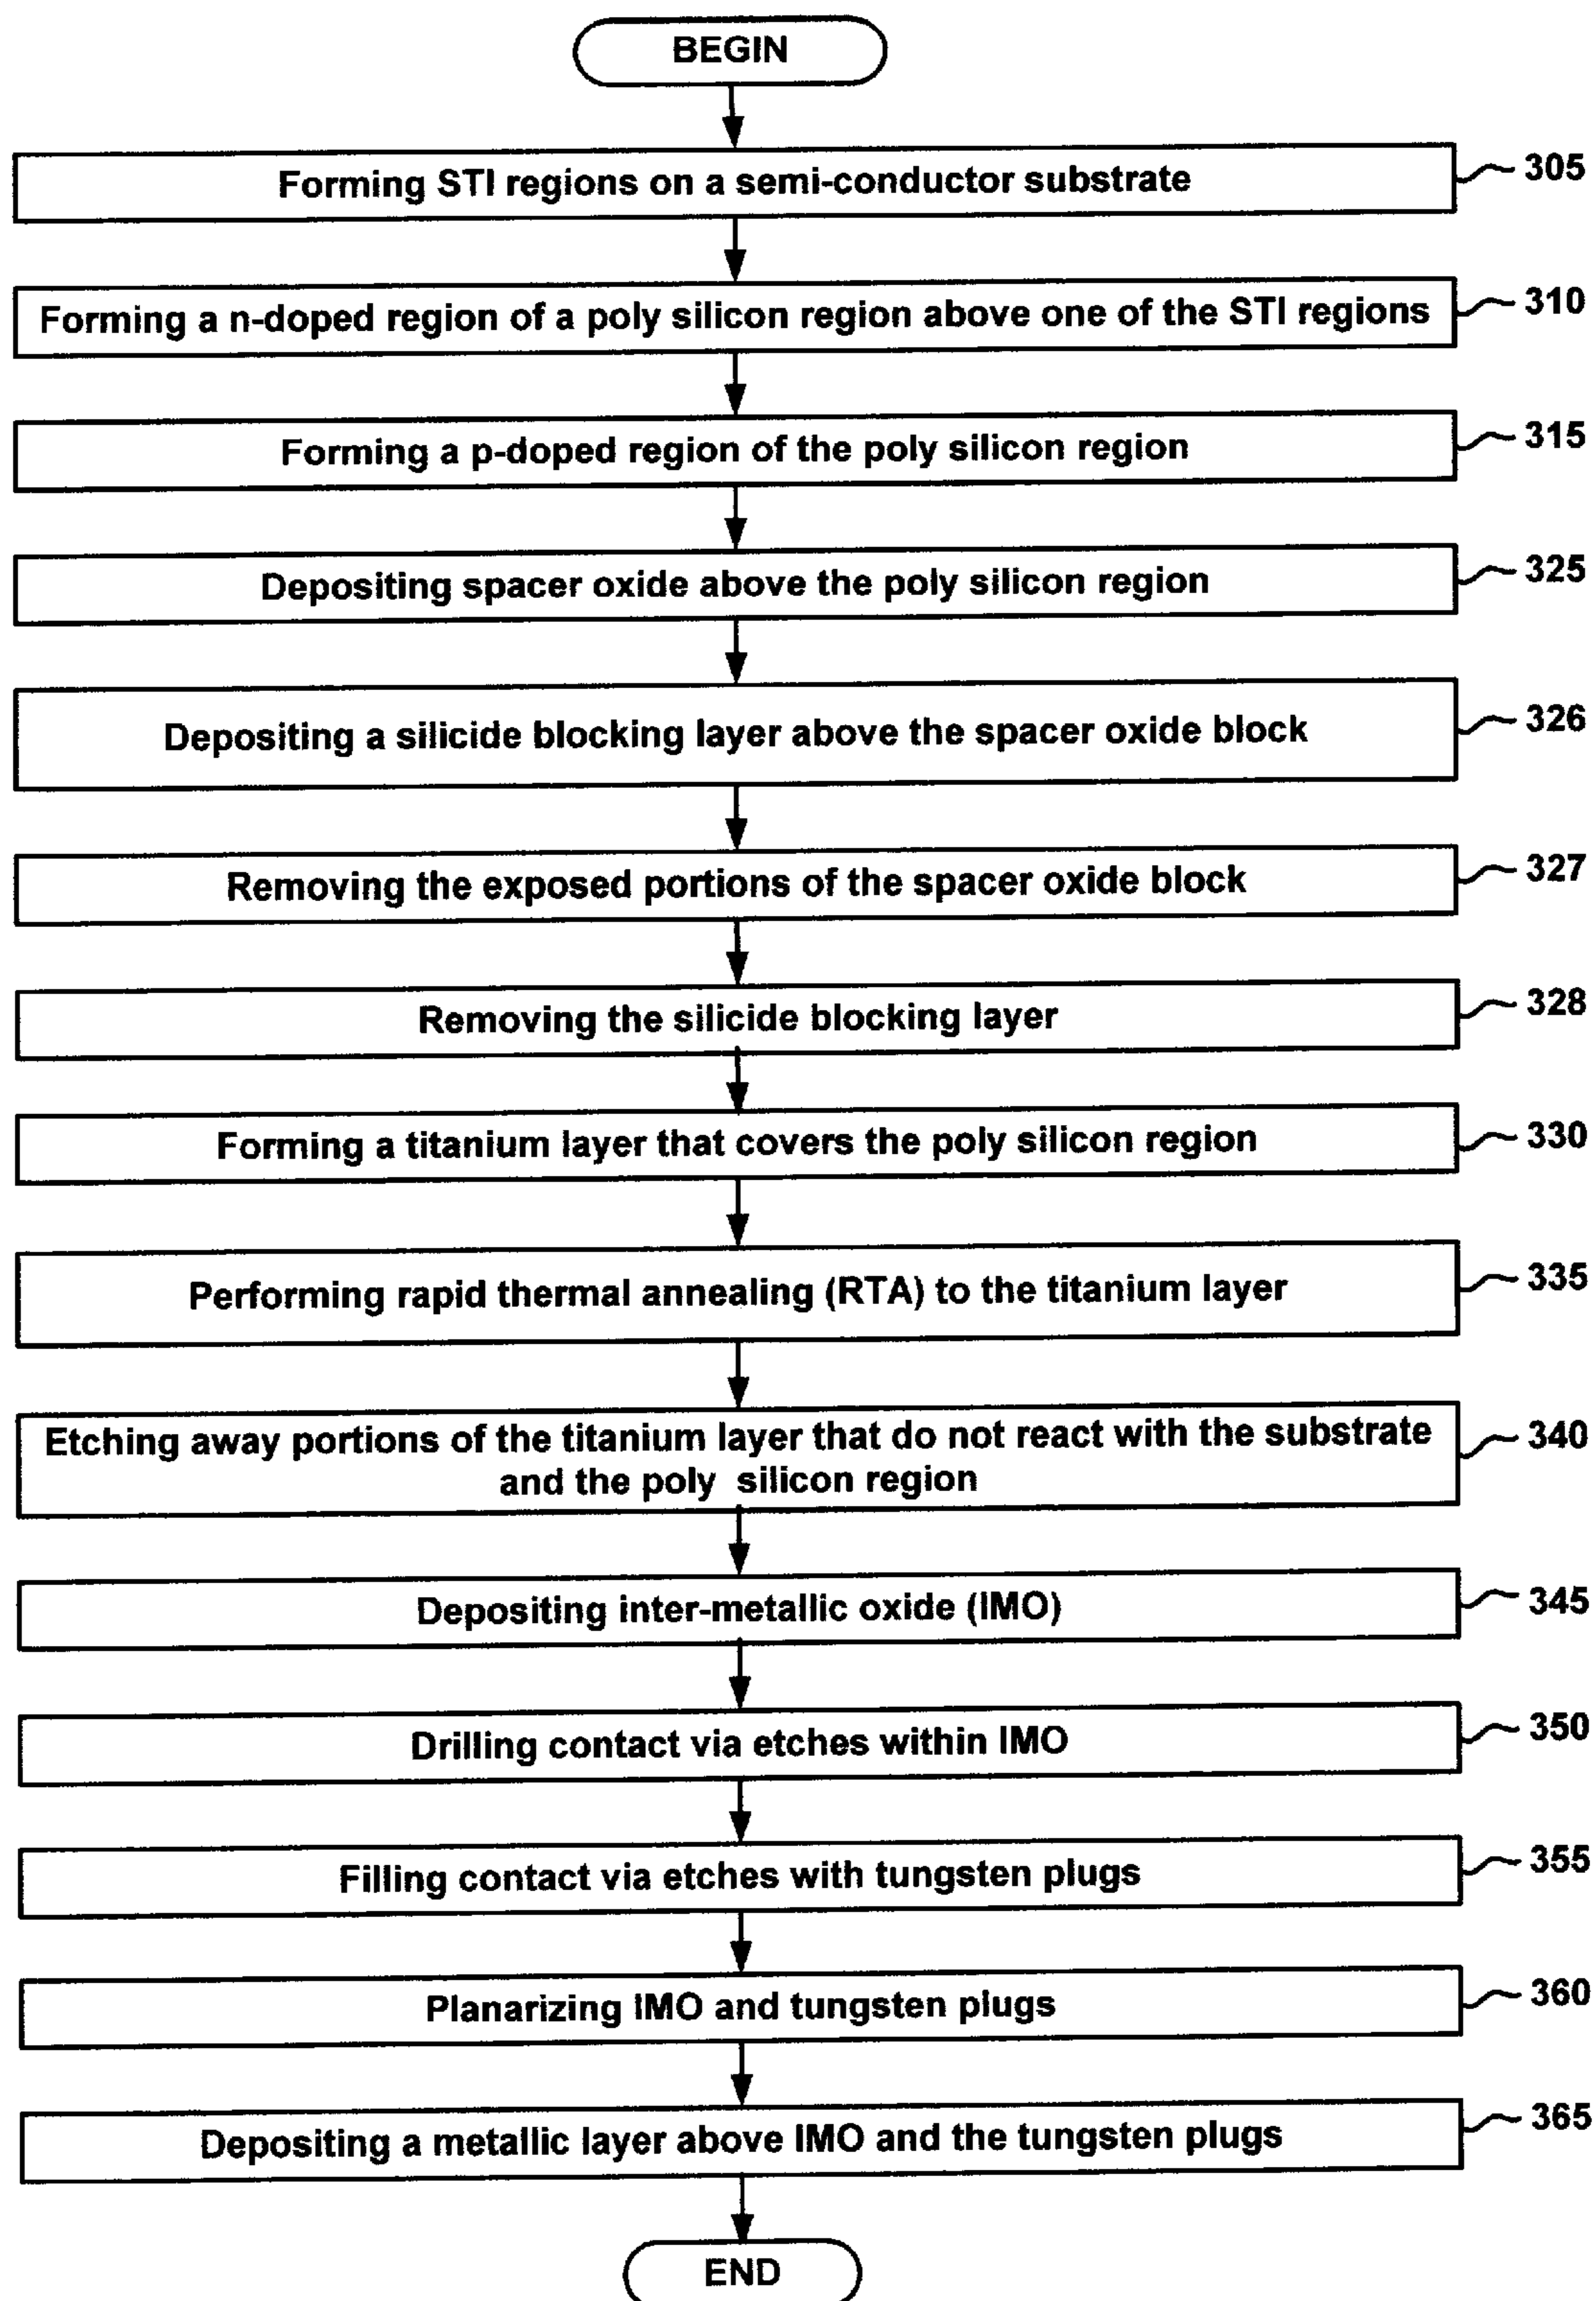 BEGIN
Forming STI regions on a semi-conductor substrate
305
Forming a n-doped region of a poly silicon region above one of the STI regions
310
Forming a p-doped region of the poly silicon region
315
Depositing spacer oxide above the poly silicon region
325
Depositing a silicide blocking layer above the spacer oxide block
326
Removing the exposed portions of the spacer oxide block
327
Removing the silicide blocking layer
328
Forming a titanium layer that covers the poly silicon region
330
Performing rapid thermal annealing (RTA) to the titanium layer
335
Etching away portions of the titanium layer that do not react with the substrate
and the poly silicon region
340
Depositing inter-metallic oxide (IMO)
345
Drilling contact via etches within IMO
350
Filling contact via etches with tungsten plugs
355
Planarizing IMO and tungsten plugs
360
Depositing a metallic layer above IMO and the tungsten plugs
365
END